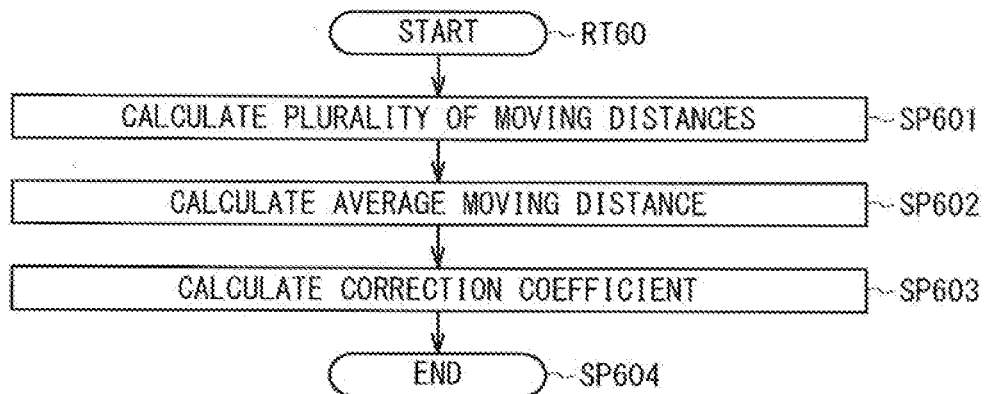 START RT60
CALCULATE PLURALITY OF MOVING DISTANCES SP601
CALCULATE AVERAGE MOVING DISTANCE SP602
CALCULATE CORRECTION COEFFICIENT SP603
END SP604